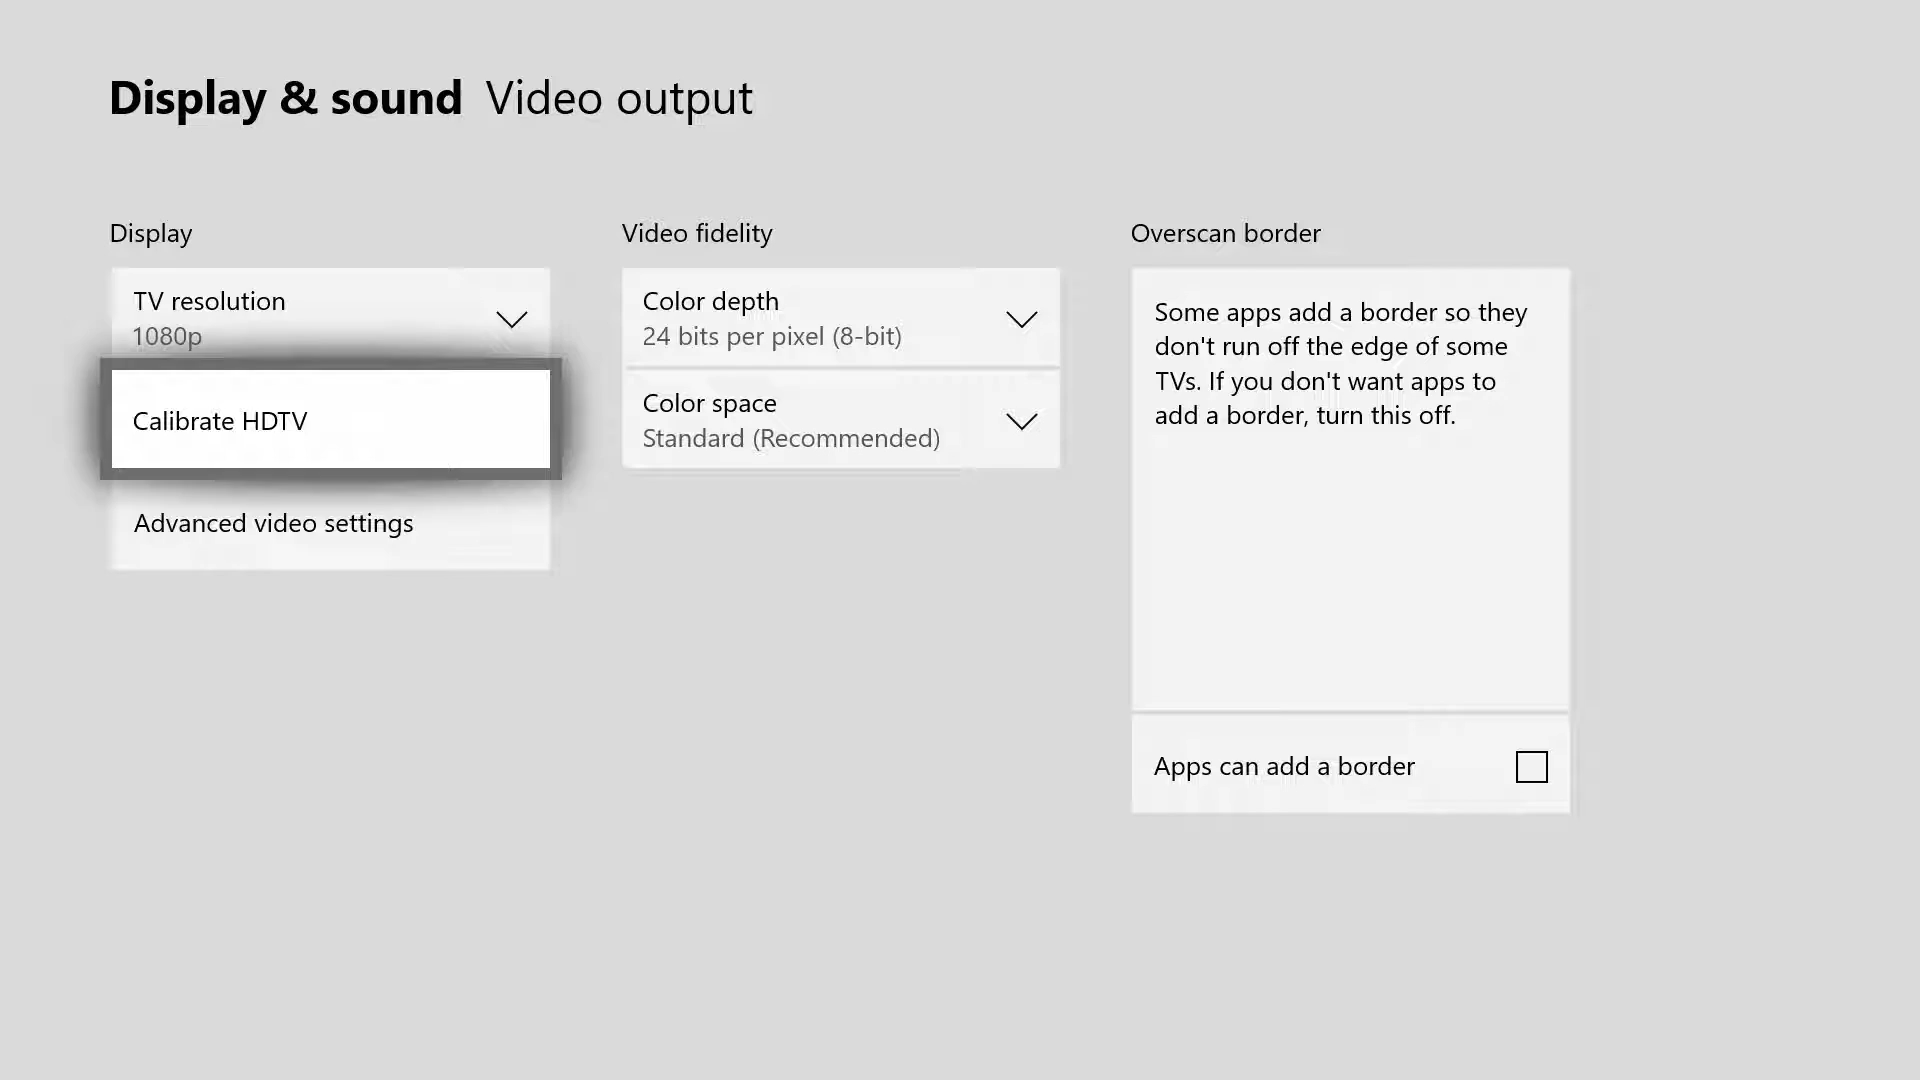 Display & sound Video output
Display
TV resolution
1080p
Calibrate HDTV
Advanced video settings
Video fidelity
Color depth
24 bits per pixel (8-bit)
Color space
Standard (Recommended)
Overscan border
Some apps add a border so they
don't run off the edge of some
TVs. If you don't want apps to
add a border, turn this off.
Apps can add a border